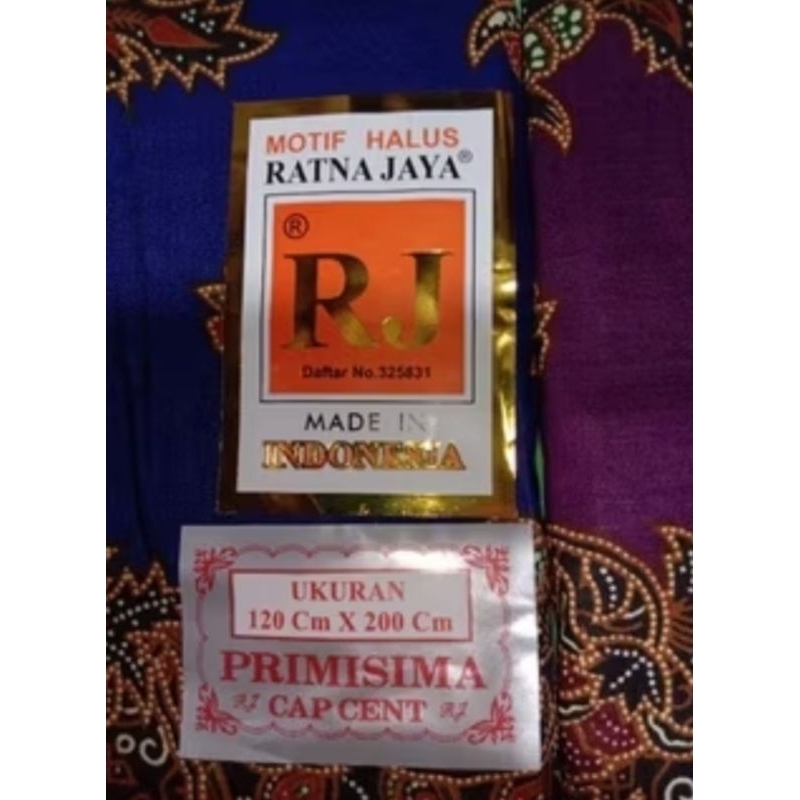 MOTIF HALUS
RATNA JAYA®
®
RJ
Daftar No.325831
MADE IN
INDONESIA
UKURAN
120 Cm X 200 Cm
PRIMISIMA
RJ CAP CENT RJ